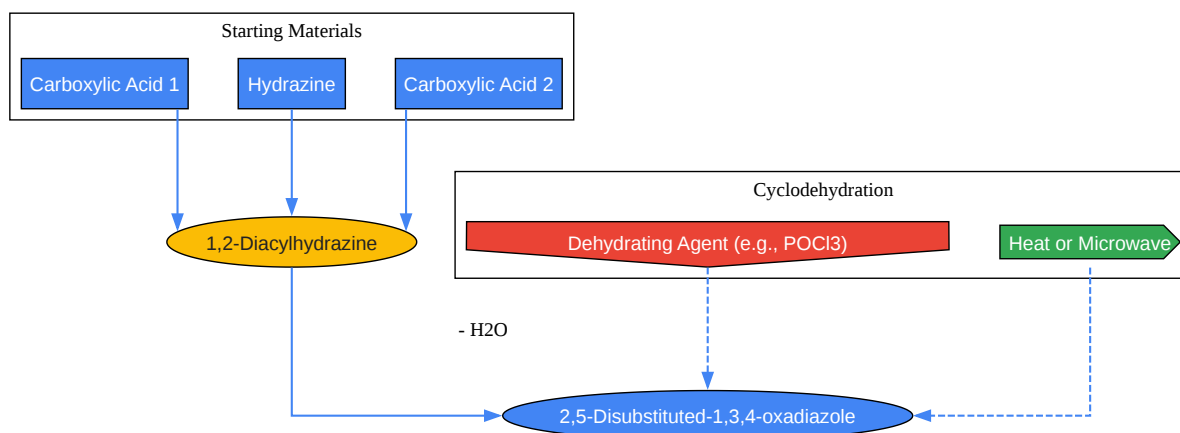 Starting Materials
Carboxylic Acid 1
Hydrazine
Carboxylic Acid 2
Cyclodehydration
1,2-Diacylhydrazine
Dehydrating Agent (e.g., POCl3)
Heat or Microwave
- H2O
2,5-Disubstituted-1,3,4-oxadiazole